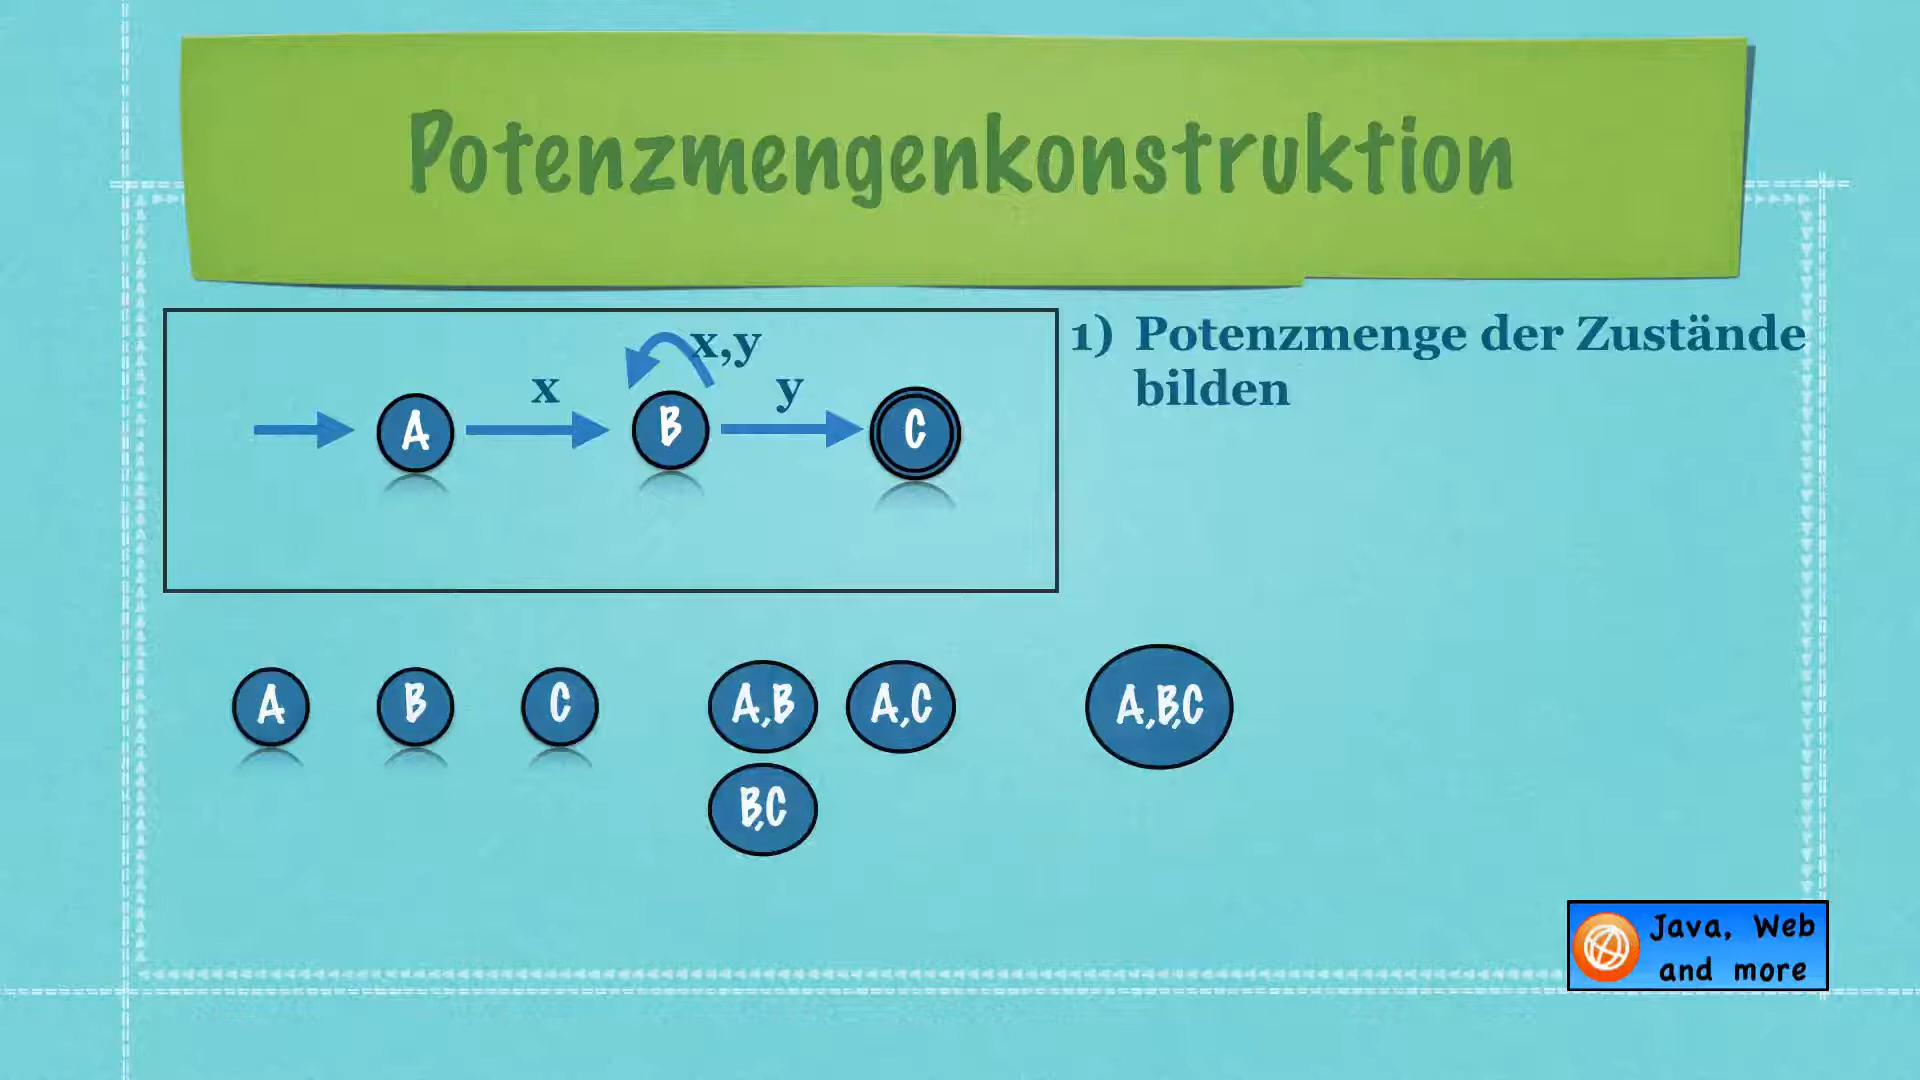 Potenzmengenkonstruktion
1) Potenzmenge der Zustände
bilden
x,y
x
y
A
B
C
A
B
C
A,B
A,C
A,B,C
B,C
Java, Web
and more